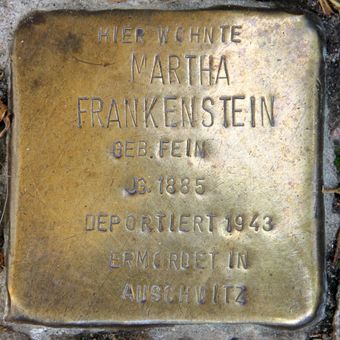 HIER WOHNTE
MARTHA
FRANKENSTEIN
GEB. FEIN
JG. 1885
DEPORTIERT 1943
ERMORDET IN
AUSCHWITZ